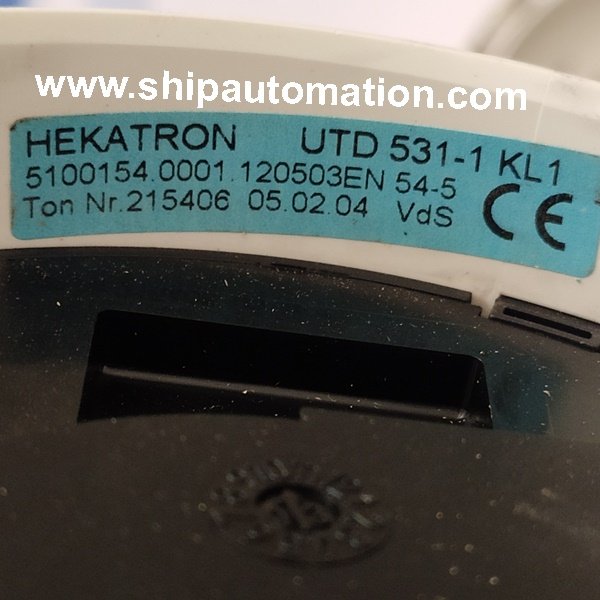 www.shipautomation.com
HEKATRON UTD 531-1 KL1
5100154.0001.120503EN 54-5
Ton Nr.215406 05.02.04 VdS CE